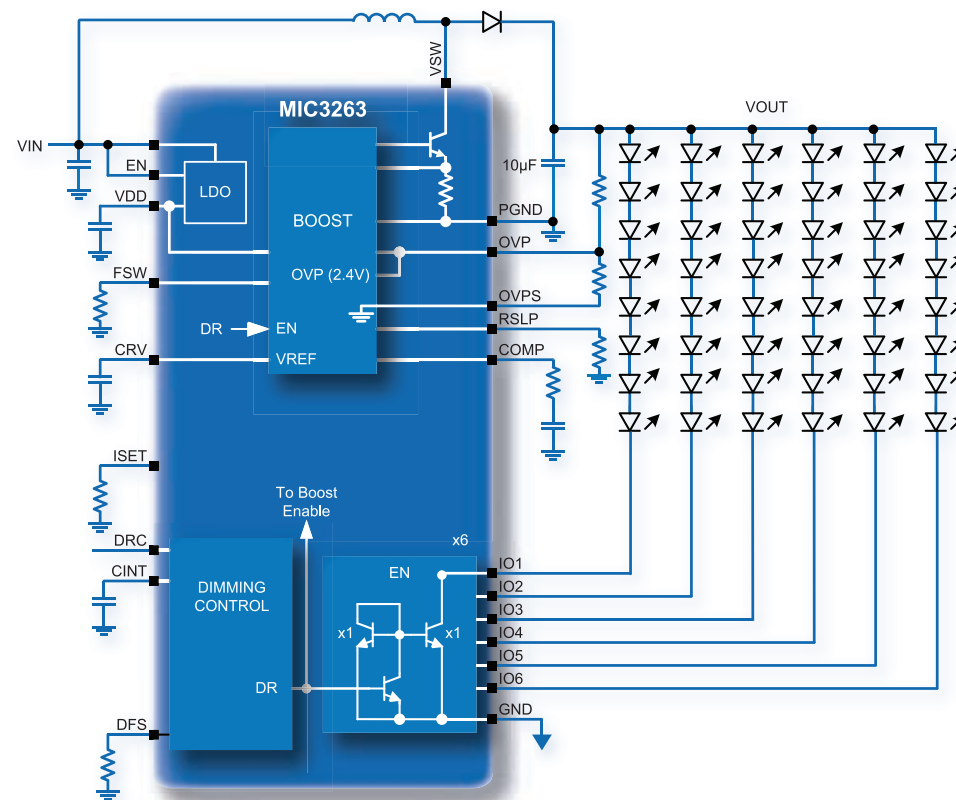 VSW
MIC3263
VOUT
VIN
EN
LDO
VDD
10µF
BOOST
PGND
OVP
OVP (2.4V)
FSW
OVPS
RSLP
DR
EN
CRV
VREF
COMP
ISET
To Boost
Enable
x6
DRC
CINT
DIMMING
CONTROL
EN
IO1
IO2
IO3
x1
x1
IO4
IO5
DR
IO6
GND
DFS